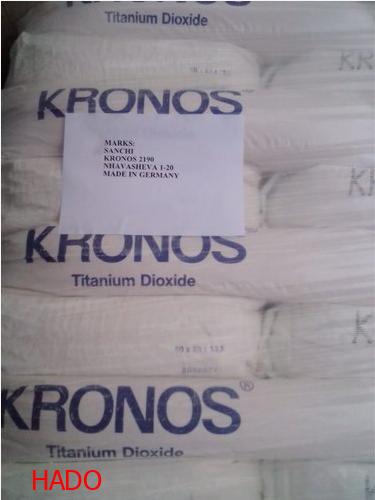 Titanium Dioxide
KRONOS
KR
MARKS:
SANCHI
KRONOS 2190
NHAVASHEVA 1-20
MADE IN GERMANY
KRONOS
Titanium Dioxide
KRONOS®
Titanium Dioxide
HADO